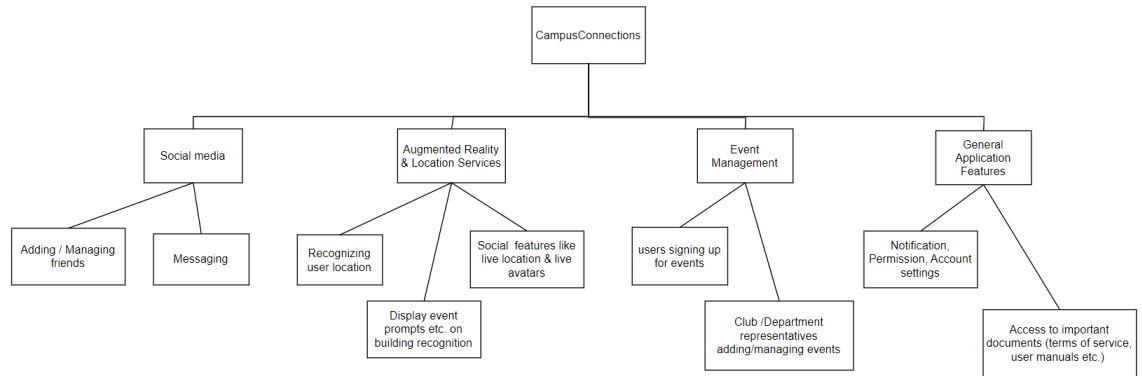 CampusConnections
Social media
Augmented Reality
& Location Services
Event
Management
General
Application
Features
Adding / Managing
friends
Messaging
Recognizing
user location
Social features like
live location & live
avatars
Display event
prompts etc. on
building recognition
users signing up
for events
Club /Department
representatives
adding/managing events
Notification,
Permission, Account
settings
Access to important
documents (terms of service,
user manuals etc.)